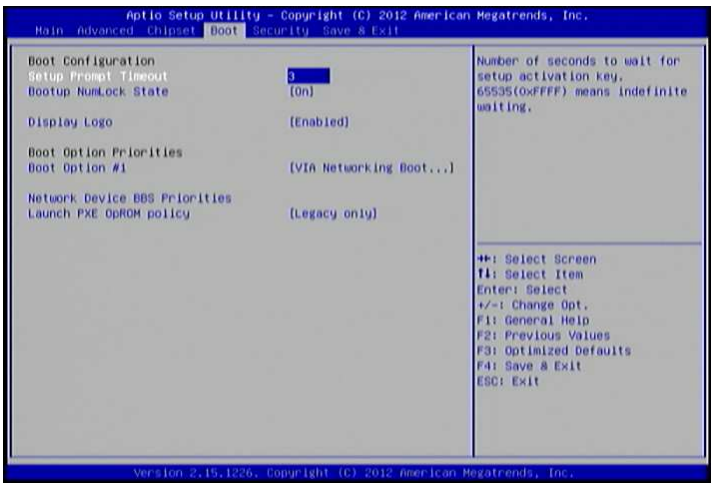 Aptio Setup Utility – Copyright (C) 2012 American Megatrends, Inc.
Main Advanced Chipset Boot Security Save & Exit
Boot Configuration
Setup Prompt Timeout 3
Bootup NumLock State [On]
Display Logo [Enabled]
Boot Option Priorities
Boot Option #1 [VIA Networking Boot...]
Network Device BBS Priorities
Launch PXE OpROM policy [Legacy only]
Number of seconds to wait for
setup activation key.
65535(0xFFFF) means indefinite
waiting.
→←: Select Screen
↑↓: Select Item
Enter: Select
+/-: Change Opt.
F1: General Help
F2: Previous Values
F3: Optimized Defaults
F4: Save & Exit
ESC: Exit
Version 2.15.1226. Copyright (C) 2012 American Megatrends, Inc.